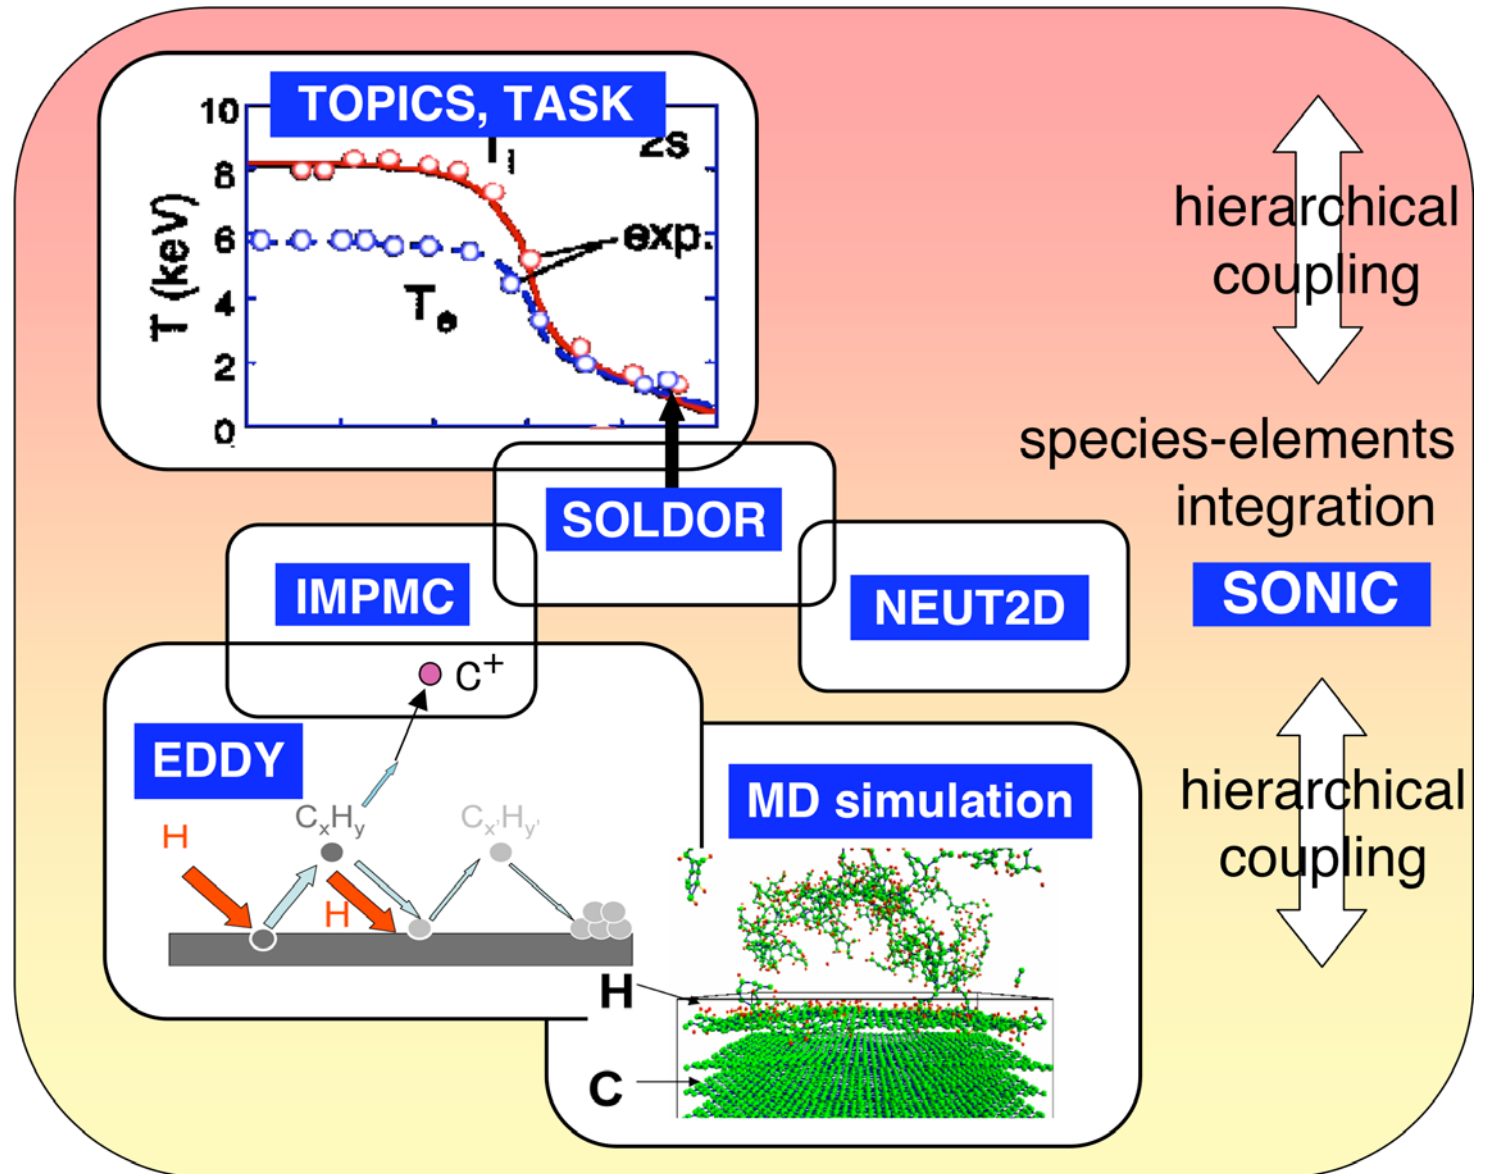 TOPICS, TASK
10
8
6
4
2
0
T (keV)
2s
exp.
Te
hierarchical
coupling
species-elements
integration
SOLDOR
IMPMC
NEUT2D
SONIC
C+
EDDY
CxHy
Cx'Hy'
H
H
MD simulation
hierarchical
coupling
H
C